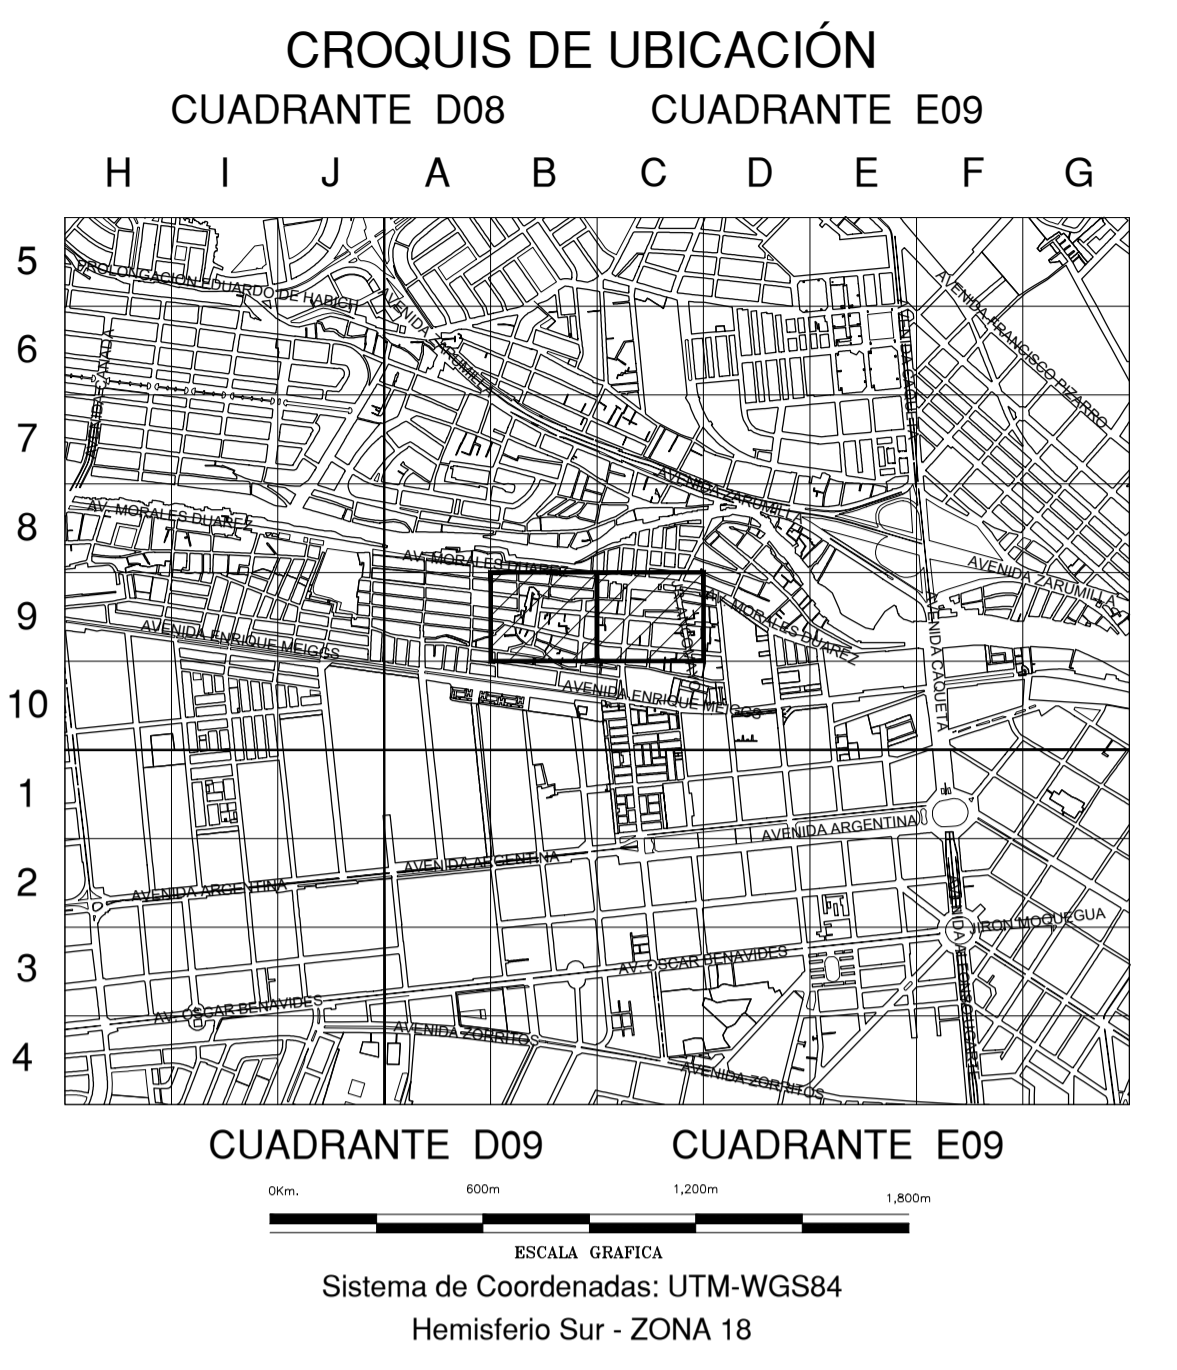 CROQUIS DE UBICACIÓN
CUADRANTE D08 CUADRANTE E09
H I J A B C D E F G
5
PROLONGACION EDUARDO DE HABICH
AVENIDA ZARUMILLA
AVENIDA FRANCISCO PIZARRO
6
AVENIDA CAQUETA
7
AVENIDA ZARUMILLA
8
AV. MORALES DUAREZ
AV. MORALES DUAREZ
AVENIDA ZARUMILLA
9
AV. MORALES DUAREZ
AVENIDA ENRIQUE MEIGGS
AVENIDA CAQUETA
10
AVENIDA ENRIQUE MEIGGS
1
AVENIDA ARGENTINA
2
AVENIDA ARGENTINA
AVENIDA ARGENTINA
JIRON MOQUEGUA
3
AV. OSCAR BENAVIDES
AV. OSCAR BENAVIDES
4
AVENIDA ZORRITOS
AVENIDA ZORRITOS
CUADRANTE D09 CUADRANTE E09
0Km. 600m 1,200m 1,800m
ESCALA GRAFICA
Sistema de Coordenadas: UTM-WGS84
Hemisferio Sur - ZONA 18